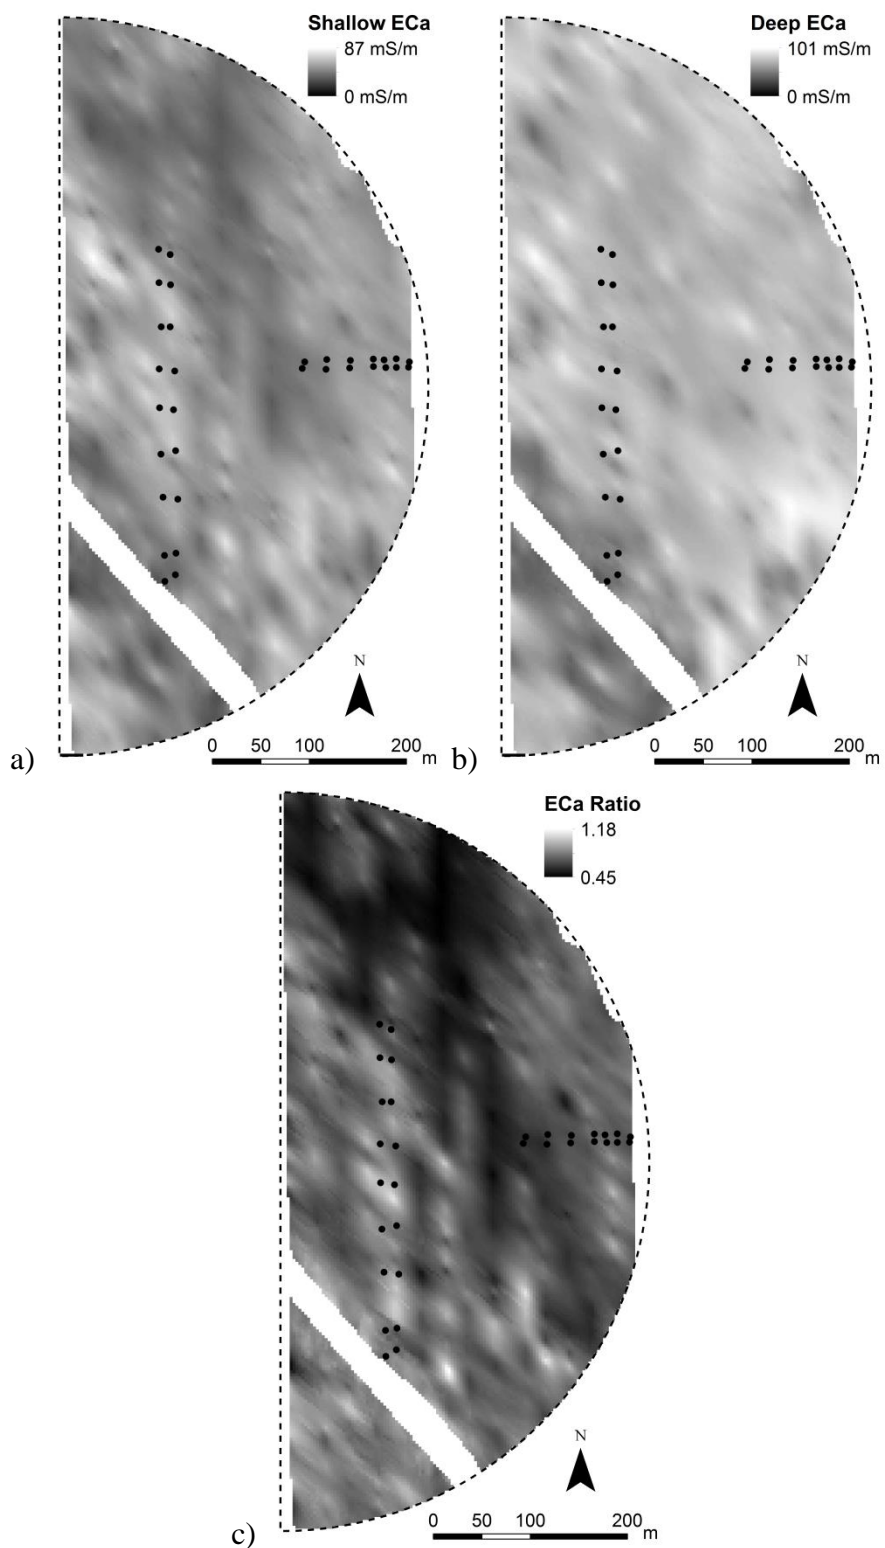 Shallow ECa
87 mS/m
0 mS/m
N
0 50 100 200
m
a)
Deep ECa
101 mS/m
0 mS/m
N
0 50 100 200
m
b)
ECa Ratio
1.18
0.45
N
0 50 100 200
m
c)